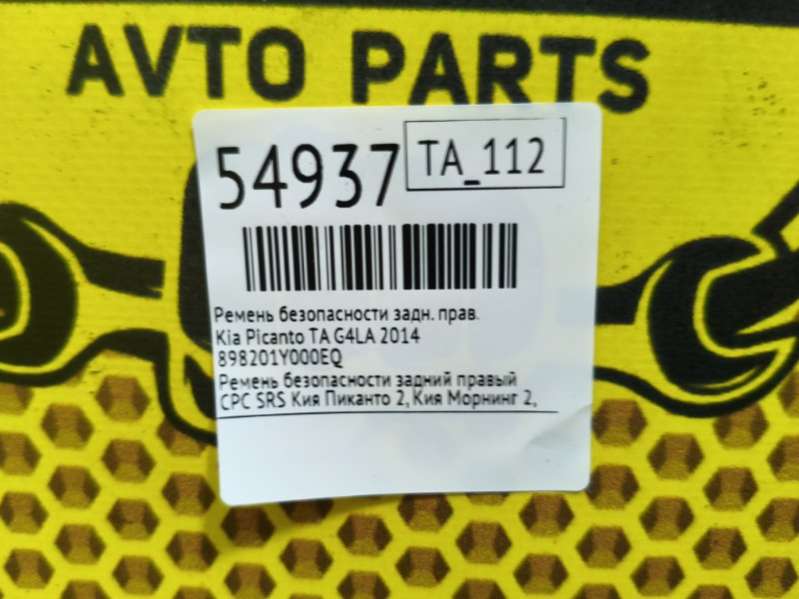 AVTO PARTS
54937 TA_112
Ремень безопасности задн. прав.
Kia Picanto TA G4LA 2014
898201Y000EQ
Ремень безопасности задний правый
СРС SRS Кия Пиканто 2, Кия Морнинг 2,